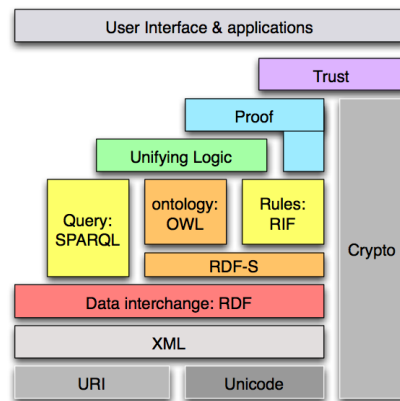 User Interface & applications
Trust
Proof
Unifying Logic
Query:
SPARQL
ontology:
OWL
Rules:
RIF
Crypto
RDF-S
Data interchange: RDF
XML
URI
Unicode